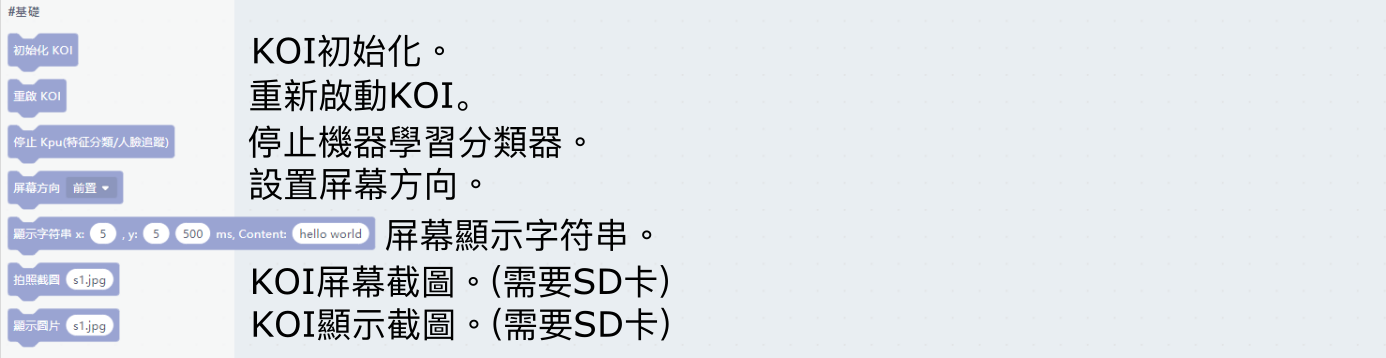 #基礎
初始化 KOI
KOI初始化。
重啟 KOI
重新啟動KOI。
停止 Kpu(特征分類/人臉追蹤)
停止機器學習分類器。
屏幕方向 前置
設置屏幕方向。
顯示字符串 x: 5 , y: 5 500 ms, Content: hello world
屏幕顯示字符串。
拍照截圖 s1.jpg
KOI屏幕截圖。(需要SD卡)
顯示圖片 s1.jpg
KOI顯示截圖。(需要SD卡)